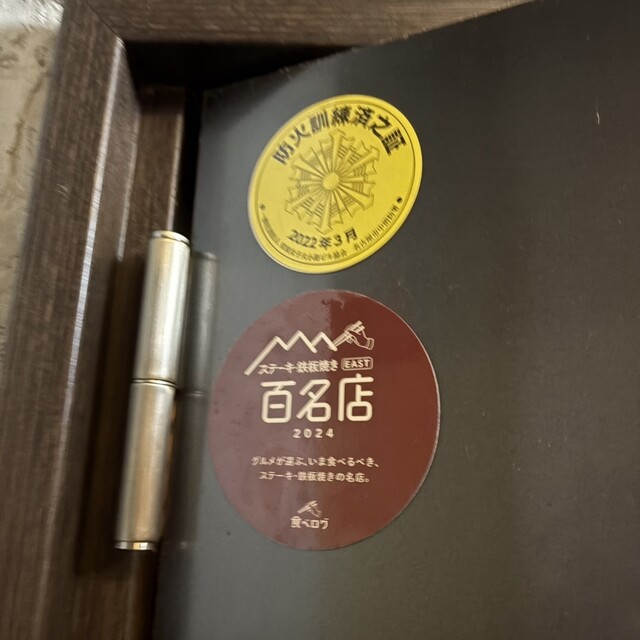 防火訓練済之証
2022年3月
ステーキ・鉄板焼き EAST
百名店
2024
グルメが選ぶ、いま食べるべき、
ステーキ・鉄板焼きの名店。
食べログ